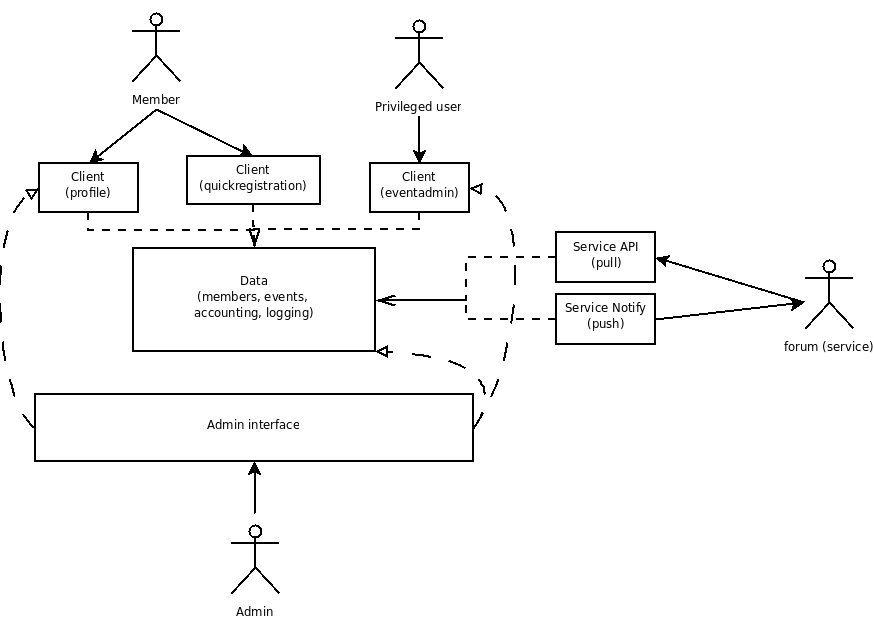 Member
Privileged user
Client
(profile)
Client
(quickregistration)
Client
(eventadmin)
Data
(members, events,
accounting, logging)
Service API
(pull)
Service Notify
(push)
forum (service)
Admin interface
Admin